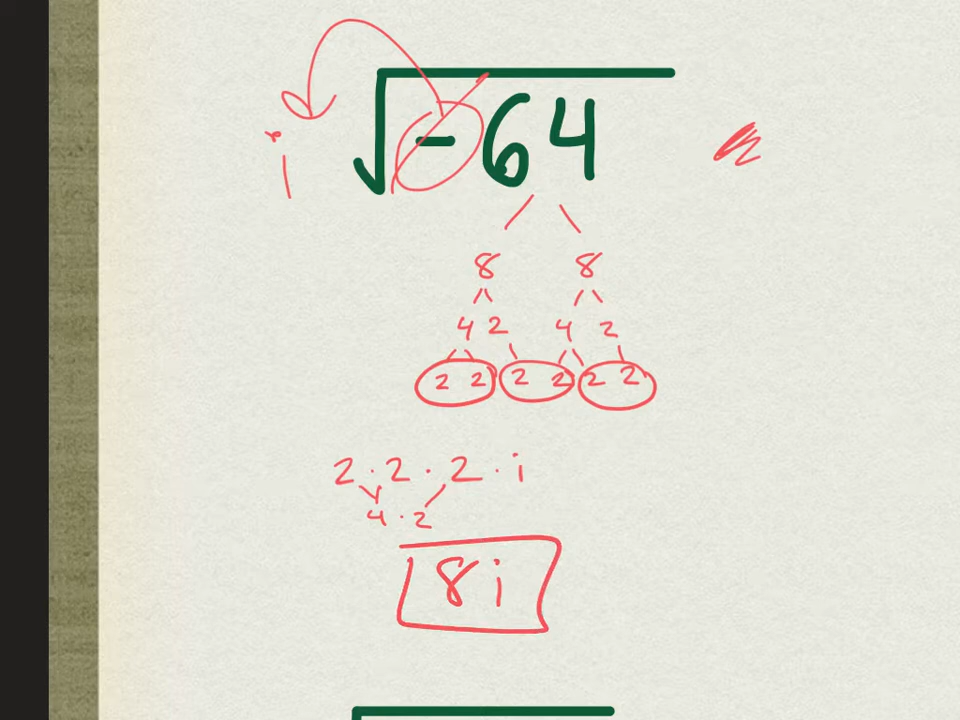 i √-64
8 8
4 2 4 2
2 2 2 2 2 2
2 · 2 · 2 · i
4 · 2
8i